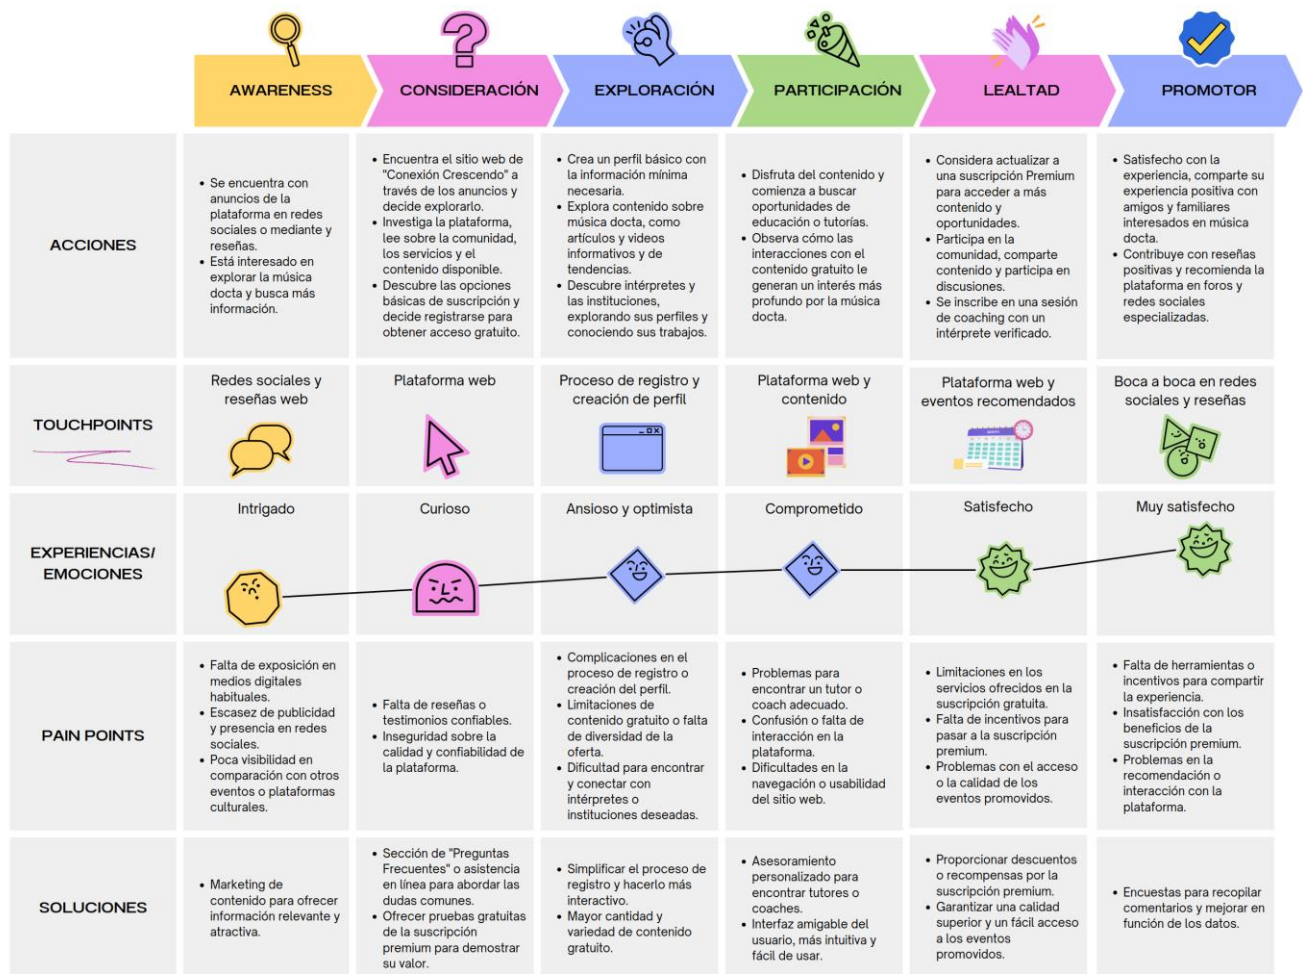 AWARENESS
CONSIDERACIÓN
EXPLORACIÓN
PARTICIPACIÓN
LEALTAD
PROMOTOR
ACCIONES
• Se encuentra con
anuncios de la
plataforma en redes
sociales o mediante y
reseñas.
• Está interesado en
explorar la música
docta y busca más
información.
• Encuentra el sitio web de
"Conexión Crescendo" a
través de los anuncios y
decide explorarlo.
• Investiga la plataforma,
lee sobre la comunidad,
los servicios y el
contenido disponible.
• Descubre las opciones
básicas de suscripción y
decide registrarse para
obtener acceso gratuito.
• Crea un perfil básico con
la información mínima
necesaria.
• Explora contenido sobre
música docta, como
artículos y videos
informativos y de
tendencias.
• Descubre intérpretes y
las instituciones,
explorando sus perfiles y
conociendo sus trabajos.
• Disfruta del contenido y
comienza a buscar
oportunidades de
educación o tutorías.
• Observa cómo las
interacciones con el
contenido gratuito le
generan un interés más
profundo por la música
docta.
• Considera actualizar a
una suscripción Premium
para acceder a más
contenido y
oportunidades.
• Participa en la
comunidad, comparte
contenido y participa en
discusiones.
• Se inscribe en una sesión
de coaching con un
intérprete verificado.
• Satisfecho con la
experiencia, comparte su
experiencia positiva con
amigos y familiares
interesados en música
docta.
• Contribuye con reseñas
positivas y recomienda la
plataforma en foros y
redes sociales
especializadas.
TOUCHPOINTS
Redes sociales y
reseñas web
Plataforma web
Proceso de registro y
creación de perfil
Plataforma web y
contenido
Plataforma web y
eventos recomendados
Boca a boca en redes
sociales y reseñas
EXPERIENCIAS/
EMOCIONES
Intrigado
Curioso
Ansioso y optimista
Comprometido
Satisfecho
Muy satisfecho
PAIN POINTS
• Falta de exposición en
medios digitales
habituales.
• Escasez de publicidad
y presencia en redes
sociales.
• Poca visibilidad en
comparación con otros
eventos o plataformas
culturales.
• Falta de reseñas o
testimonios confiables.
• Inseguridad sobre la
calidad y confiabilidad de
la plataforma.
• Complicaciones en el
proceso de registro o
creación del perfil.
• Limitaciones de
contenido gratuito o falta
de diversidad de la
oferta.
• Dificultad para encontrar
y conectar con
intérpretes o
instituciones deseadas.
• Problemas para
encontrar un tutor o
coach adecuado.
• Confusión o falta de
interacción en la
plataforma.
• Dificultades en la
navegación o usabilidad
del sitio web.
• Limitaciones en los
servicios ofrecidos en la
suscripción gratuita.
• Falta de incentivos para
pasar a la suscripción
premium.
• Problemas con el acceso
o la calidad de los
eventos promovidos.
• Falta de herramientas o
incentivos para compartir
la experiencia.
• Insatisfacción con los
beneficios de la
suscripción premium.
• Problemas en la
recomendación o
interacción con la
plataforma.
SOLUCIONES
• Marketing de
contenido para ofrecer
información relevante y
atractiva.
• Sección de "Preguntas
Frecuentes" o asistencia
en línea para abordar las
dudas comunes.
• Ofrecer pruebas gratuitas
de la suscripción
premium para demostrar
su valor.
• Simplificar el proceso de
registro y hacerlo más
interactivo.
• Mayor cantidad y
variedad de contenido
gratuito.
• Asesoramiento
personalizado para
encontrar tutores o
coaches.
• Interfaz amigable del
usuario, más intuitiva y
fácil de usar.
• Proporcionar descuentos
o recompensas por la
suscripción premium.
• Garantizar una calidad
superior y un fácil acceso
a los eventos
promovidos.
• Encuestas para recopilar
comentarios y mejorar en
función de los datos.